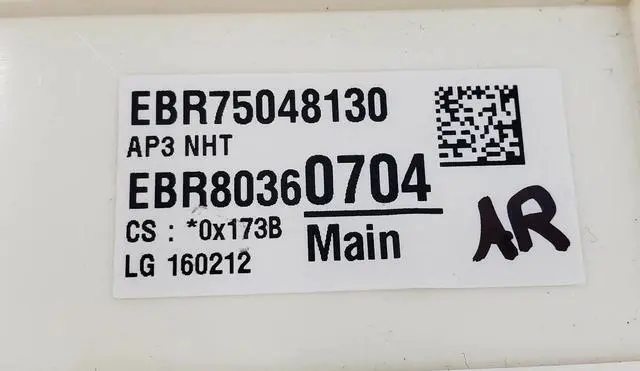 EBR75048130
AP3 NHT
EBR80360704
CS : *0x173B
Main
LG 160212
AR